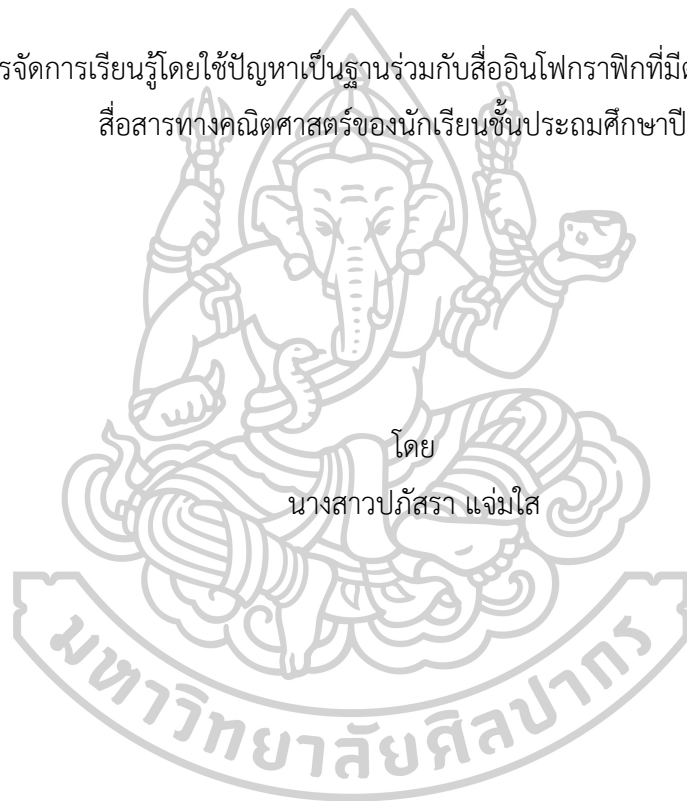 รจัดการเรียนรู้โดยใช้ปัญหาเป็นฐานร่วมกับสื่ออินโฟกราฟิกที่มี
สื่อสารทางคณิตศาสตร์ของนักเรียนชั้นประถมศึกษาปี
โดย
นางสาวปภัสรา แจ่มใส
มหาวิทยาลัยศิลปากร